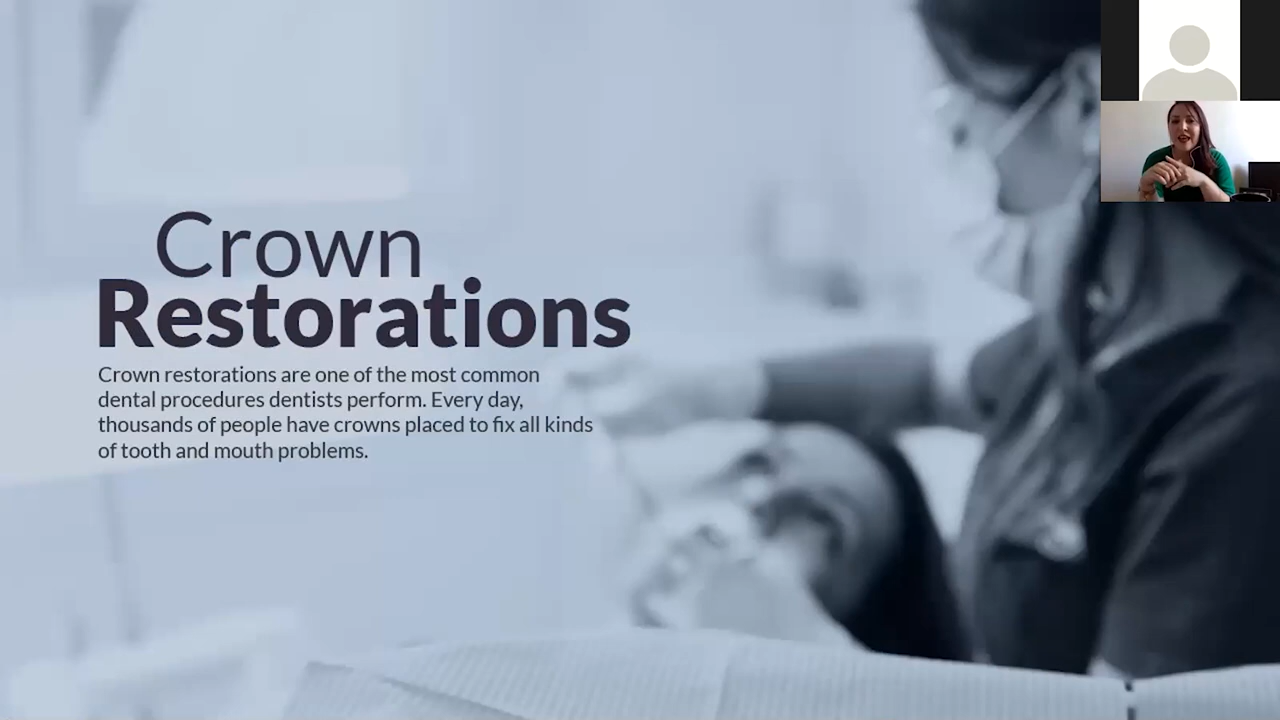 Crown
Restorations
Crown restorations are one of the most common
dental procedures dentists perform. Every day,
thousands of people have crowns placed to fix all kinds
of tooth and mouth problems.